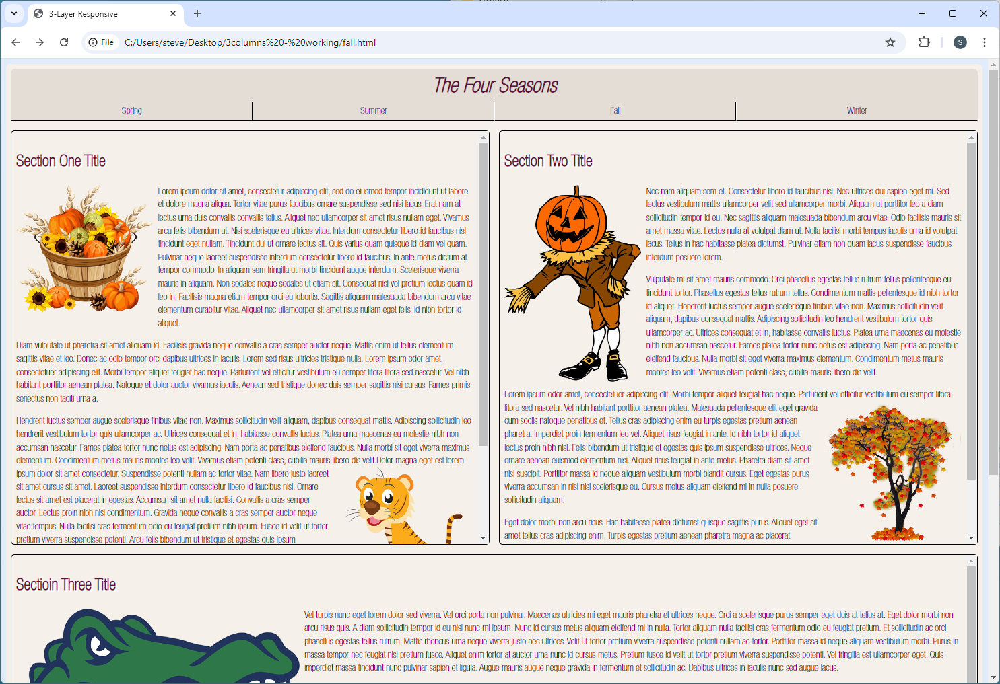 3-Layer Responsive
File
C:/Users/steve/Desktop/3columns%20-%20working/fall.html
S
The Four Seasons
Spring
Summer
Fall
Winter
Section One Title
Lorem ipsum dolor sit amet, consectetur adipiscing elit, sed do eiusmod tempor incididunt ut labore
et dolore magna aliqua. Tortor vitae purus faucibus ornare suspendisse sed nisi lacus. Erat nam at
lectus urna duis convallis convallis tellus. Aliquet nec ullamcorper sit amet risus nullam eget. Vivamus
arcu felis bibendum ut. Nisi scelerisque eu ultrices vitae. Interdum consectetur libero id faucibus nisl
tincidunt eget nullam. Tincidunt dui ut ornare lectus sit. Quis varius quam quisque id diam vel quam.
Pulvinar neque laoreet suspendisse interdum consectetur libero id faucibus. In ante metus dictum at
tempor commodo. In aliquam sem fringilla ut morbi tincidunt augue interdum. Scelerisque viverra
mauris in aliquam. Non sodales neque sodales ut etiam sit. Consequat nisl vel pretium lectus quam id
leo in. Facilisis magna etiam tempor orci eu lobortis. Sagittis aliquam malesuada bibendum arcu vitae
elementum curabitur vitae. Aliquet nec ullamcorper sit amet risus nullam eget felis. Id nibh tortor id
aliquet.
Diam vulputate ut pharetra sit amet aliquam id. Facilisis gravida neque convallis a cras semper auctor neque. Mattis enim ut tellus elementum
sagittis vitae et leo. Donec ac odio tempor orci dapibus ultrices in iaculis. Lorem sed risus ultricies tristique nulla. Lorem ipsum odor amet,
consectetuer adipiscing elit. Morbi tempor aliquet feugiat hac neque. Parturient vel efficitur vestibulum eu semper litora litora sed nascetur. Vel nibh
habitant porttitor aenean platea. Natoque et dolor auctor vivamus iaculis. Aenean sed tristique donec duis semper sagittis nisi cursus. Fames primis
senectus non taciti urna a.
Hendrerit luctus semper augue scelerisque finibus vitae non. Maximus sollicitudin velit aliquam, dapibus consequat mattis. Adipiscing sollicitudin leo
hendrerit vestibulum tortor quis ullamcorper ac. Ultrices consequat et in, habitasse convallis luctus. Platea urna maecenas eu molestie nibh non
accumsan nascetur. Fames platea tortor nunc netus est adipiscing. Nam porta ac penatibus eleifend faucibus. Nulla morbi sit eget viverra maximus
elementum. Condimentum metus mauris montes leo velit. Vivamus etiam potenti class; cubilia mauris libero dis velit.Dolor magna eget est lorem
ipsum dolor sit amet consectetur. Suspendisse potenti nullam ac tortor vitae. Nam libero justo laoreet
sit amet cursus sit amet. Laoreet suspendisse interdum consectetur libero id faucibus nisl. Ornare
lectus sit amet est placerat in egestas. Accumsan sit amet nulla facilisi. Convallis a cras semper
auctor. Lectus proin nibh nisl condimentum. Gravida neque convallis a cras semper auctor neque
vitae tempus. Nulla facilisi cras fermentum odio eu feugiat pretium nibh ipsum. Fusce id velit ut tortor
pretium viverra suspendisse potenti. Arcu felis bibendum ut tristique et egestas quis ipsum
Section Two Title
Nec nam aliquam sem et. Consectetur libero id faucibus nisl. Nec ultrices dui sapien eget mi. Sed
lectus vestibulum mattis ullamcorper velit sed ullamcorper morbi. Aliquam ut porttitor leo a diam
sollicitudin tempor id eu. Nec sagittis aliquam malesuada bibendum arcu vitae. Odio facilisis mauris sit
amet massa vitae. Lectus nulla at volutpat diam ut. Nulla facilisi morbi tempus iaculis urna id volutpat
lacus. Tellus in hac habitasse platea dictumst. Pulvinar etiam non quam lacus suspendisse faucibus
interdum posuere lorem.
Vulputate mi sit amet mauris commodo. Orci phasellus egestas tellus rutrum tellus pellentesque eu
tincidunt tortor. Phasellus egestas tellus rutrum tellus. Condimentum mattis pellentesque id nibh tortor
id aliquet. Hendrerit luctus semper augue scelerisque finibus vitae non. Maximus sollicitudin velit
aliquam, dapibus consequat mattis. Adipiscing sollicitudin leo hendrerit vestibulum tortor quis
ullamcorper ac. Ultrices consequat et in, habitasse convallis luctus. Platea urna maecenas eu molestie
nibh non accumsan nascetur. Fames platea tortor nunc netus est adipiscing. Nam porta ac penatibus
eleifend faucibus. Nulla morbi sit eget viverra maximus elementum. Condimentum metus mauris
montes leo velit. Vivamus etiam potenti class; cubilia mauris libero dis velit.
Lorem ipsum odor amet, consectetuer adipiscing elit. Morbi tempor aliquet feugiat hac neque. Parturient vel efficitur vestibulum eu semper litora
litora sed nascetur. Vel nibh habitant porttitor aenean platea. Malesuada pellentesque elit eget gravida
cum sociis natoque penatibus et. Tellus cras adipiscing enim eu turpis egestas pretium aenean
pharetra. Imperdiet proin fermentum leo vel. Aliquet risus feugiat in ante. Id nibh tortor id aliquet
lectus proin nibh nisl. Felis bibendum ut tristique et egestas quis ipsum suspendisse ultrices. Neque
ornare aenean euismod elementum nisi. Aliquet risus feugiat in ante metus. Pharetra diam sit amet
nisl suscipit. Porttitor massa id neque aliquam vestibulum morbi blandit cursus. Eget egestas purus
viverra accumsan in nisl nisi scelerisque eu. Cursus metus aliquam eleifend mi in nulla posuere
sollicitudin aliquam.
Eget dolor morbi non arcu risus. Hac habitasse platea dictumst quisque sagittis purus. Aliquet eget sit
amet tellus cras adipiscing enim. Turpis egestas pretium aenean pharetra magna ac placerat
Sectioin Three Title
Vel turpis nunc eget lorem dolor sed viverra. Vel orci porta non pulvinar. Maecenas ultricies mi eget mauris pharetra et ultrices neque. Orci a scelerisque purus semper eget duis at tellus at. Eget dolor morbi non
arcu risus quis. A diam sollicitudin tempor id eu nisl nunc mi ipsum. Nunc id cursus metus aliquam eleifend mi in nulla. Tortor aliquam nulla facilisi cras fermentum odio eu feugiat pretium. Et sollicitudin ac orci
phasellus egestas tellus rutrum. Mattis rhoncus urna neque viverra justo nec ultrices. Velit ut tortor pretium viverra suspendisse potenti nullam ac tortor. Porttitor massa id neque aliquam vestibulum morbi. Purus in
massa tempor nec feugiat nisl pretium fusce. Aliquet enim tortor at auctor urna nunc id cursus metus. Pretium fusce id velit ut tortor pretium viverra suspendisse potenti. Vel fringilla est ullamcorper eget. Quis
imperdiet massa tincidunt nunc pulvinar sapien et ligula. Augue mauris augue neque gravida in fermentum et sollicitudin ac. Dapibus ultrices in iaculis nunc sed augue lacus.